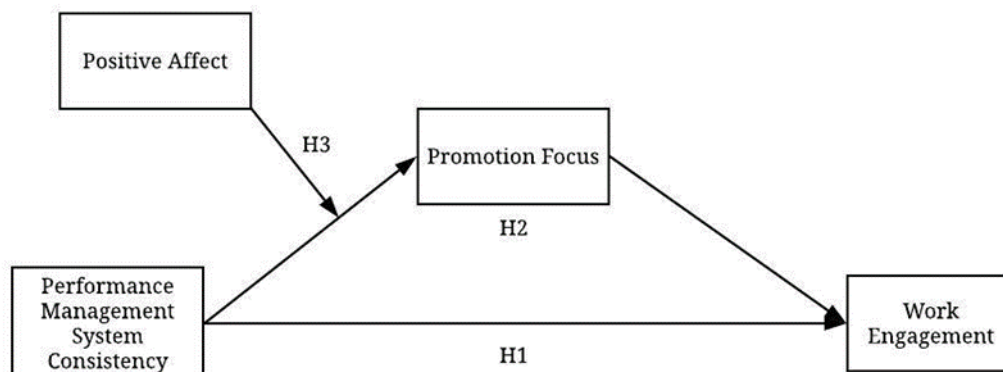 Positive Affect
H3
Promotion Focus
H2
Performance
Management
System
Consistency
H1
Work
Engagement